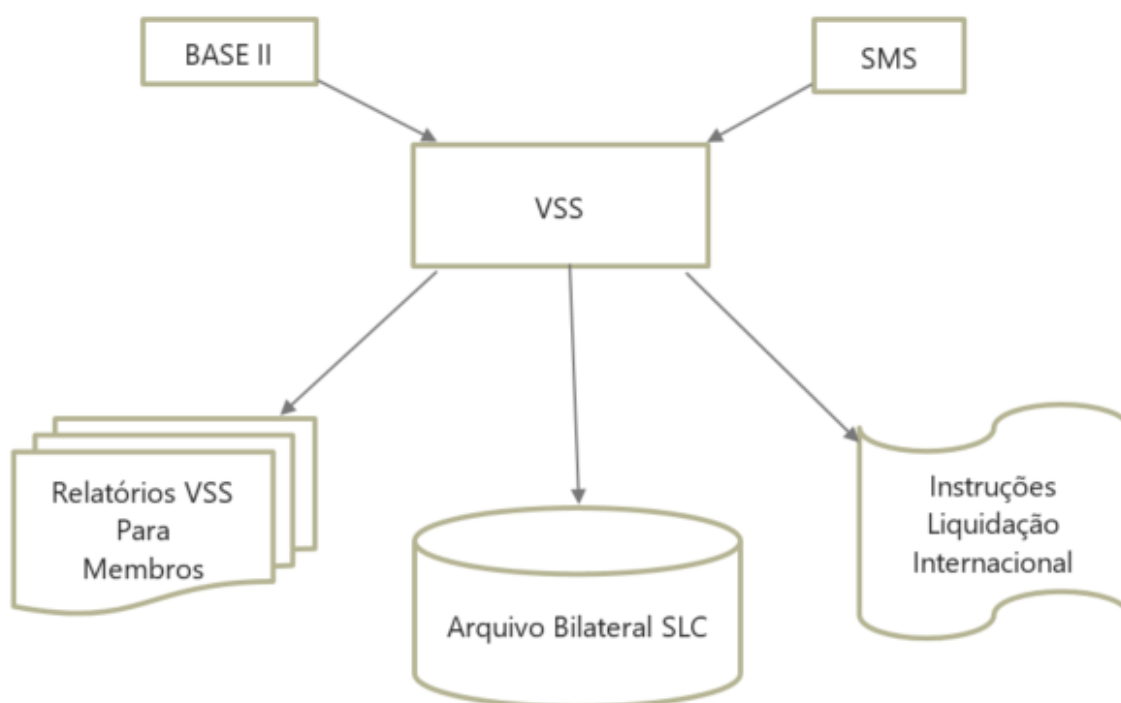 BASE II
SMS
VSS
Relatórios VSS
Para
Membros
Arquivo Bilateral SLC
Instruções
Liquidação
Internacional